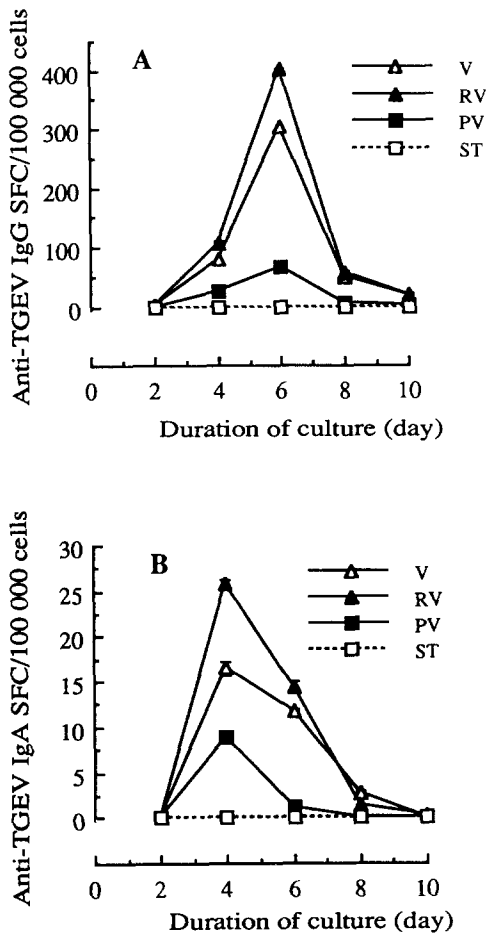 A
Anti-TGEV IgG SFC/100 000 cells
400
300
200
100
0
V
RV
PV
ST
0 2 4 6 8 10
Duration of culture (day)
B
Anti-TGEV IgA SFC/100 000 cells
30
25
20
15
10
5
0
V
RV
PV
ST
0 2 4 6 8 10
Duration of culture (day)